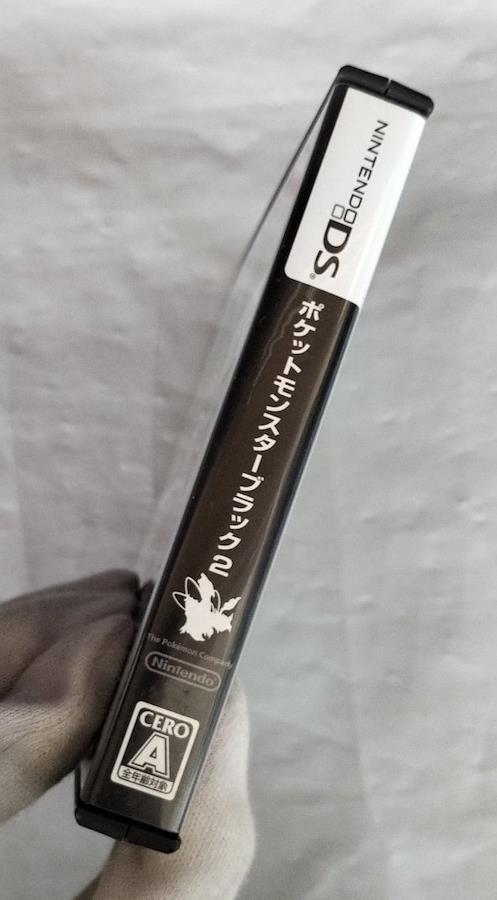 NINTENDO
DS®
ポケットモンスターブラック2
The Pokémon Company
Nintendo®
CERO
A
全年齢対象